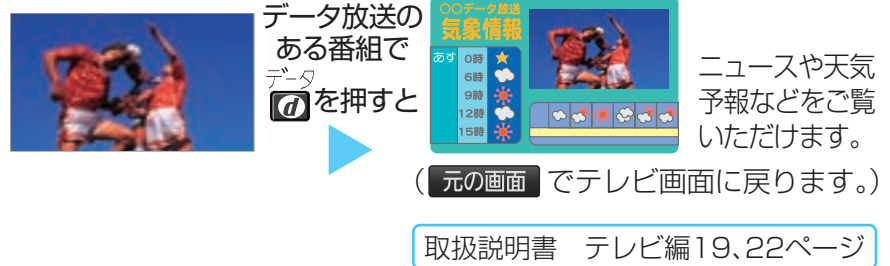 データ放送の
ある番組で
データ
dを押すと
○○データ放送
気象情報
あす
0時
6時
9時
12時
15時
ニュースや天気
予報などをご覧
いただけます。
(元の画面でテレビ画面に戻ります。)
取扱説明書　テレビ編19、22ページ